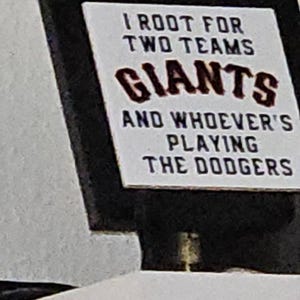 I ROOT FOR
TWO TEAMS
GIANTS
AND WHOEVER'S
PLAYING
THE DODGERS